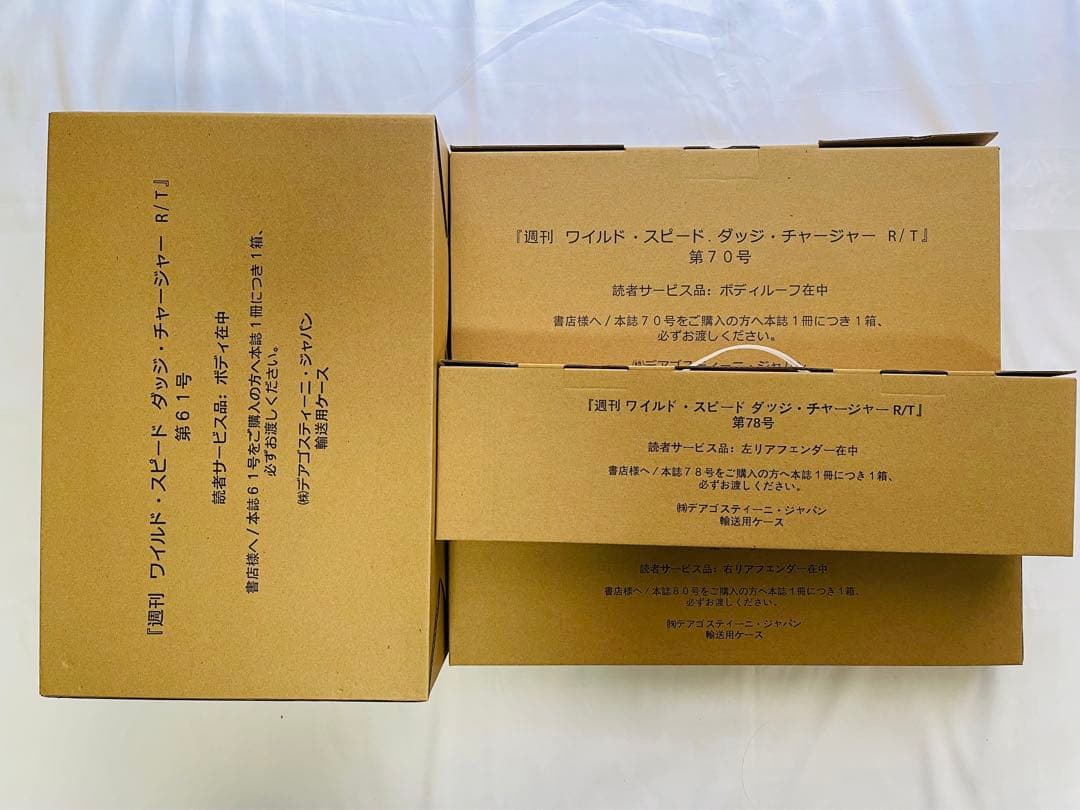 『週刊 ワイルド・スピード ダッジ・チャージャー R/T』
第61号
読者サービス品：ボディ在中
書店様へ/本誌61号をご購入の方へ本誌1冊につき1箱、
必ずお渡しください。
㈱デアゴスティーニ・ジャパン
輸送用ケース
『週刊 ワイルド・スピード ダッジ・チャージャー R/T』
第70号
読者サービス品：ボディルーフ在中
書店様へ/本誌70号をご購入の方へ本誌1冊につき1箱、
必ずお渡しください。
㈱デアゴスティーニ・ジャパン
『週刊 ワイルド・スピード ダッジ・チャージャー R/T』
第78号
読者サービス品：左リアフェンダー在中
書店様へ/本誌78号をご購入の方へ本誌1冊につき1箱、
必ずお渡しください。
㈱デアゴスティーニ・ジャパン
輸送用ケース
読者サービス品：右リアフェンダー在中
書店様へ/本誌80号をご購入の方へ本誌1冊につき1箱、
必ずお渡しください。
㈱デアゴスティーニ・ジャパン
輸送用ケース